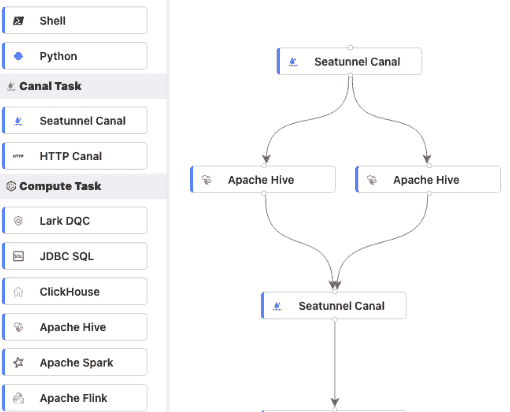 Shell
Python
Canal Task
Seatunnel Canal
HTTP
HTTP Canal
Compute Task
Lark DQC
SQL
JDBC SQL
ClickHouse
Apache Hive
Apache Spark
Apache Flink
Seatunnel Canal
Apache Hive
Apache Hive
Seatunnel Canal